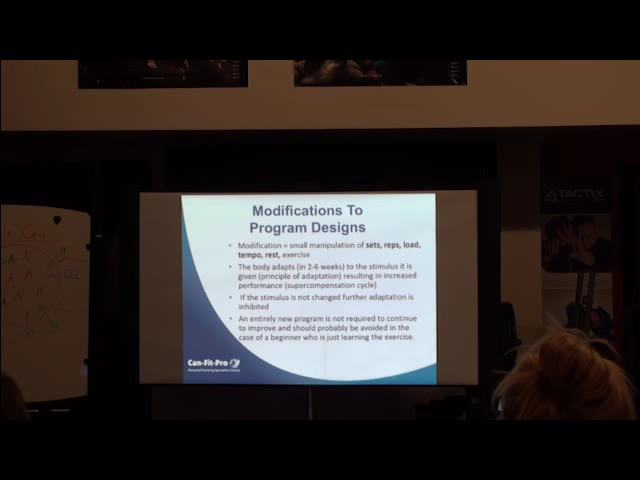 Modifications To
Program Designs
• Modification = small manipulation of sets, reps, load,
tempo, rest, exercise
• The body adapts (in 2-6 weeks) to the stimulus it is
given (principle of adaptation) resulting in increased
performance (supercompensation cycle)
• If the stimulus is not changed further adaptation is
inhibited
• An entirely new program is not required to continue
to improve and should probably be avoided in the
case of a beginner who is just learning the exercise.
Can-Fit-Pro
Personal Training Specialist Course
TACTIX